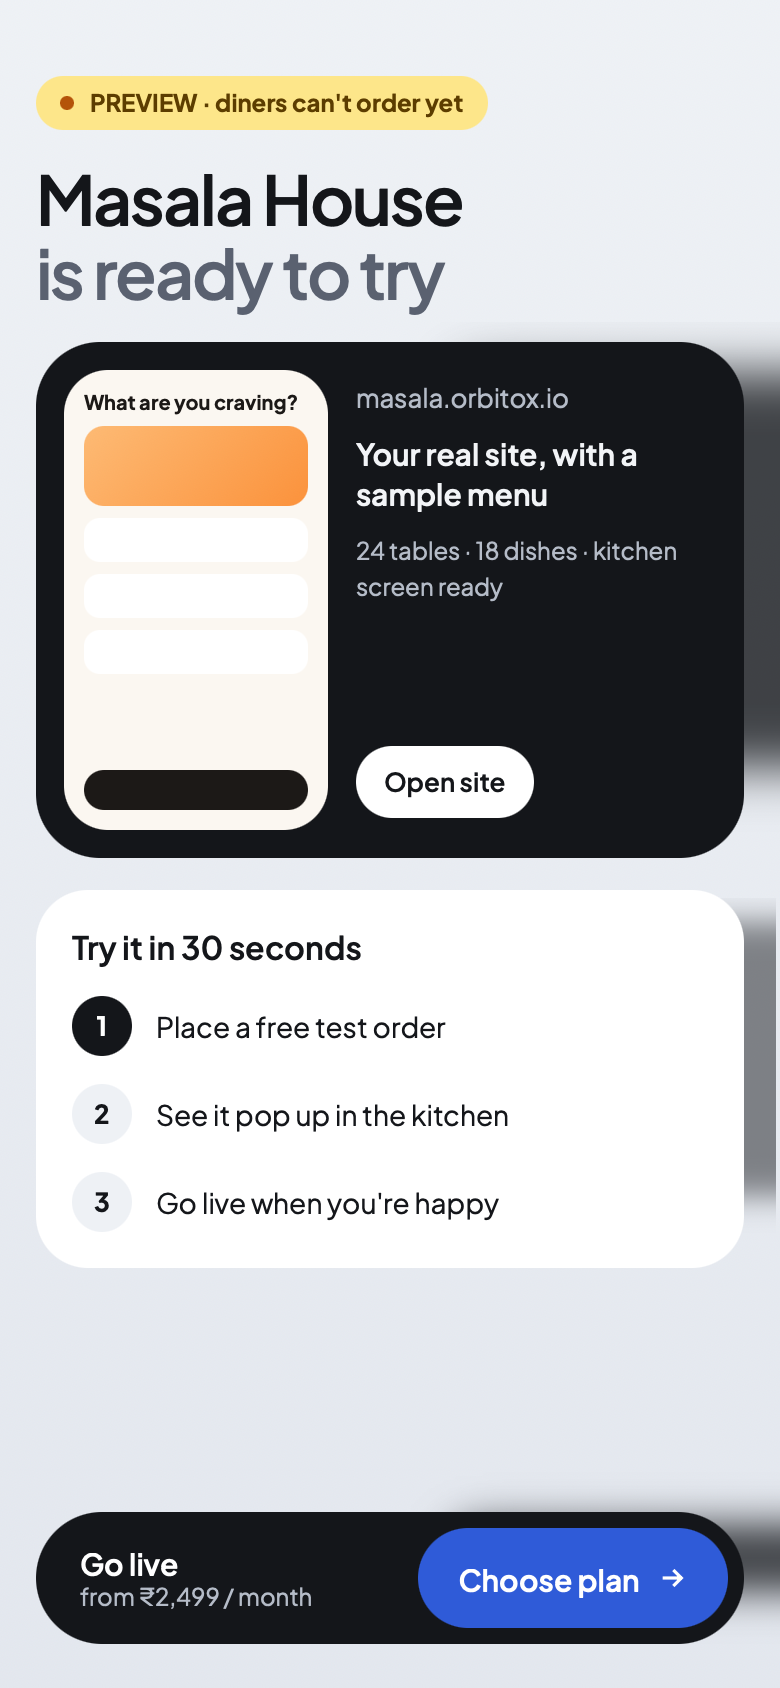 PREVIEW · diners can't order yet
Masala House
is ready to try
What are you craving?
masala.orbitox.io
Your real site, with a
sample menu
24 tables · 18 dishes · kitchen
screen ready
Open site
Try it in 30 seconds
1 Place a free test order
2 See it pop up in the kitchen
3 Go live when you're happy
Go live
from ₹2,499 / month
Choose plan →